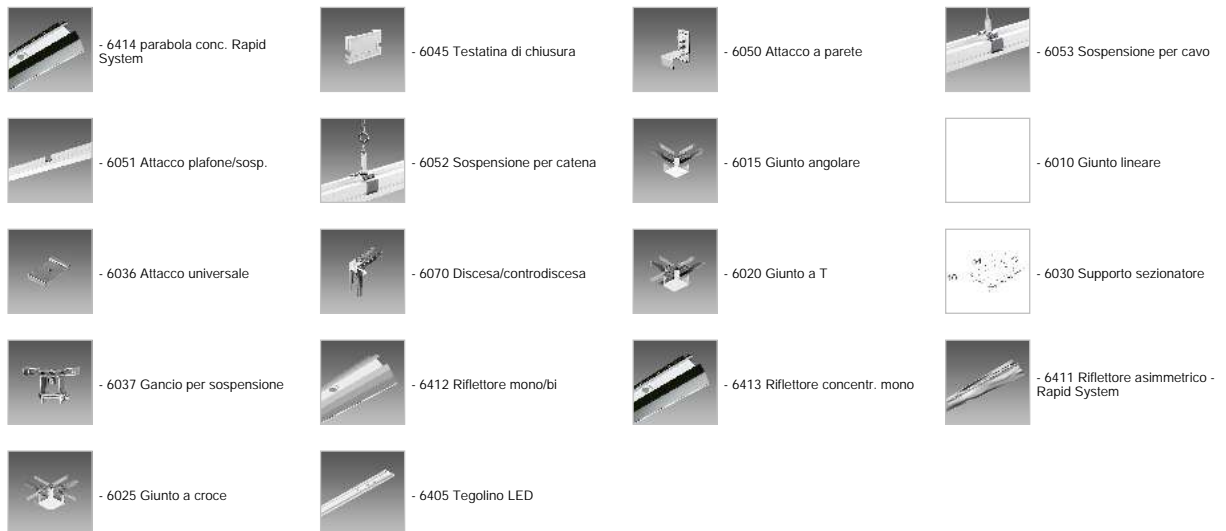 - 6414 parabola conc. Rapid
System
- 6045 Testatina di chiusura
- 6050 Attacco a parete
- 6053 Sospensione per cavo
- 6051 Attacco plafone/sosp.
- 6052 Sospensione per catena
- 6015 Giunto angolare
- 6010 Giunto lineare
- 6036 Attacco universale
- 6070 Discesa/controdiscesa
- 6020 Giunto a T
- 6030 Supporto sezionatore
- 6037 Gancio per sospensione
- 6412 Riflettore mono/bi
- 6413 Riflettore concentr. mono
- 6411 Riflettore asimmetrico -
Rapid System
- 6025 Giunto a croce
- 6405 Tegolino LED